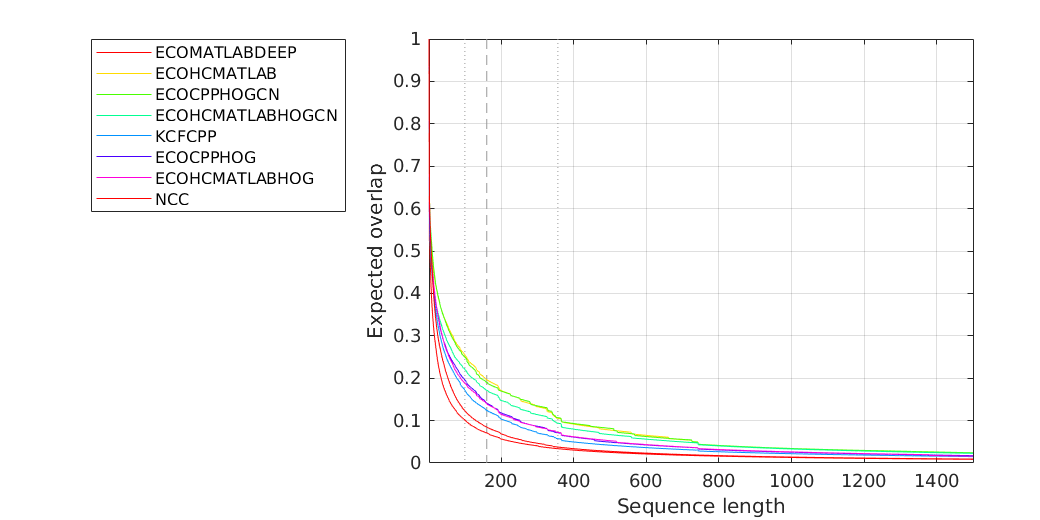 ECOMATLABDEEP
ECOHCMATLAB
ECOCPPHOGCN
ECOHCMATLABHOGCN
KCFCPP
ECOCPPHOG
ECOHCMATLABHOG
NCC
Expected overlap
1
0.9
0.8
0.7
0.6
0.5
0.4
0.3
0.2
0.1
0
200 400 600 800 1000 1200 1400
Sequence length